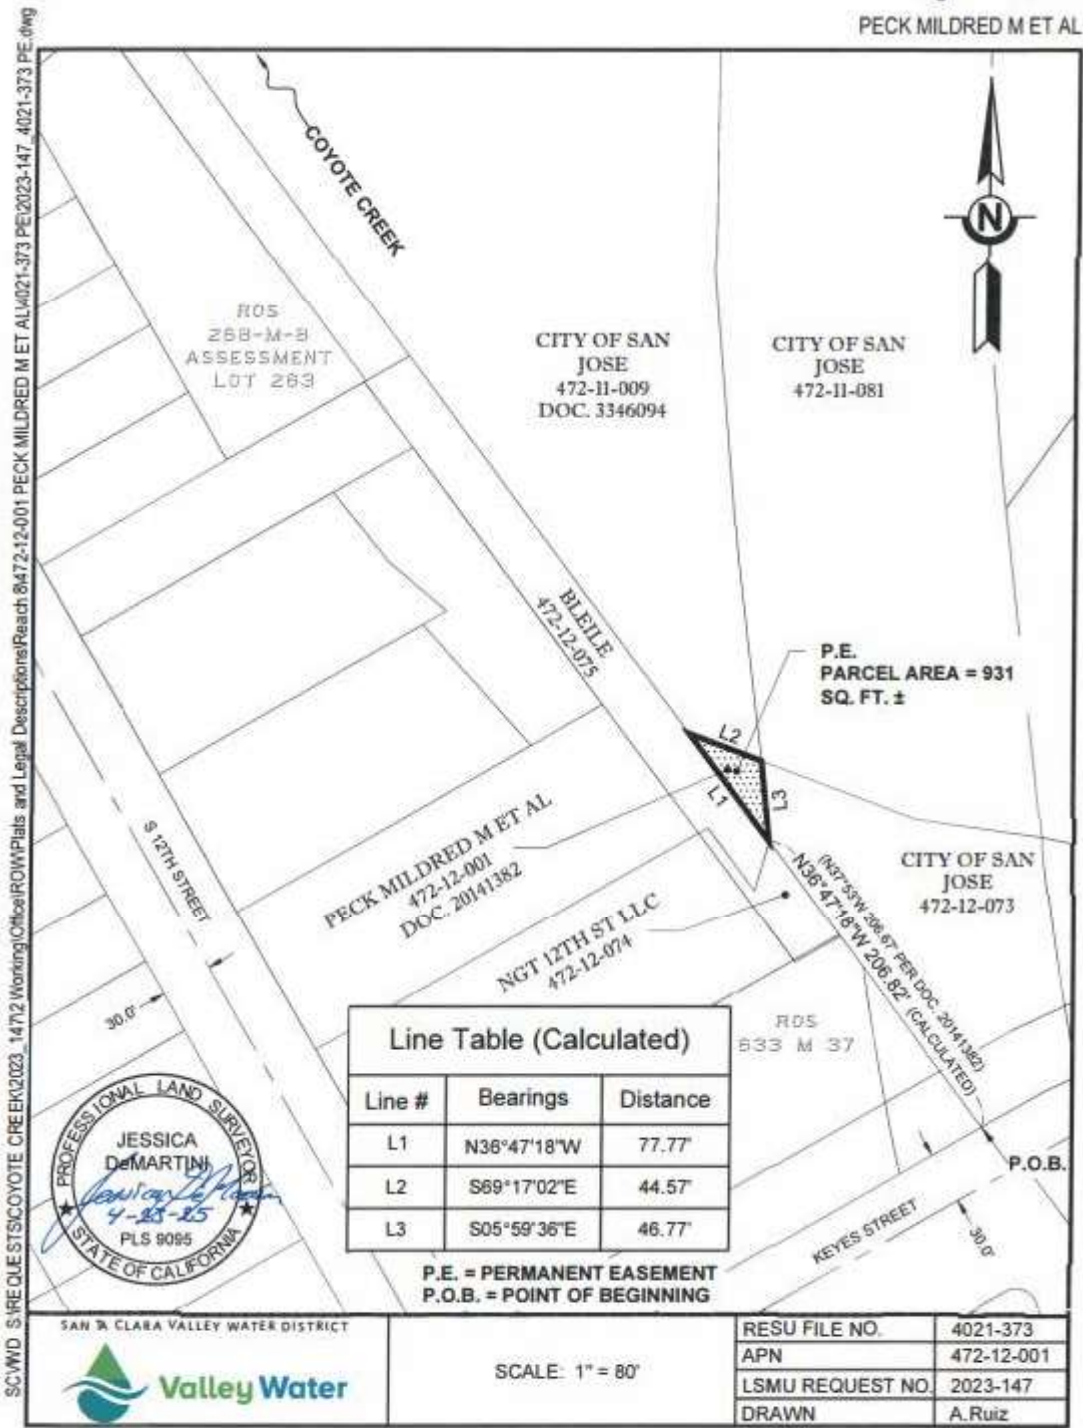 PECK MILDRED M ET AL
SCVWD S:\REQUESTS\COYOTE CREEK\2023_147\2 Working\Office\ROW\Plats and Legal Descriptions\Reach 8\472-12-001 PECK MILDRED M ET AL\4021-373 PE\2023-147_4021-373 PE.dwg
COYOTE CREEK
N
ROS
268-M-8
ASSESSMENT
LOT 263
CITY OF SAN
JOSE
472-11-009
DOC. 3346094
CITY OF SAN
JOSE
472-11-081
BLEILE
472-12-075
P.E.
PARCEL AREA = 931
SQ. FT. ±
L2
L1
L3
S 12TH STREET
PECK MILDRED M ET AL
472-12-001
DOC. 20141382
NGT 12TH ST LLC
472-12-074
CITY OF SAN
JOSE
472-12-073
(N37°53'W 206.67' PER DOC. 20141382)
N36°47'18"W 206.82' (CALCULATED)
30.0'
ROS
633 M 37
Line Table (Calculated)
Line # Bearings Distance
L1 N36°47'18"W 77.77'
L2 S69°17'02"E 44.57'
L3 S05°59'36"E 46.77'
P.O.B.
KEYES STREET
30.0'
PROFESSIONAL LAND SURVEYOR
JESSICA
DeMARTINI
4-23-25
PLS 9095
STATE OF CALIFORNIA
P.E. = PERMANENT EASEMENT
P.O.B. = POINT OF BEGINNING
SANTA CLARA VALLEY WATER DISTRICT
Valley Water
SCALE: 1" = 80'
RESU FILE NO. 4021-373
APN 472-12-001
LSMU REQUEST NO. 2023-147
DRAWN A.Ruiz